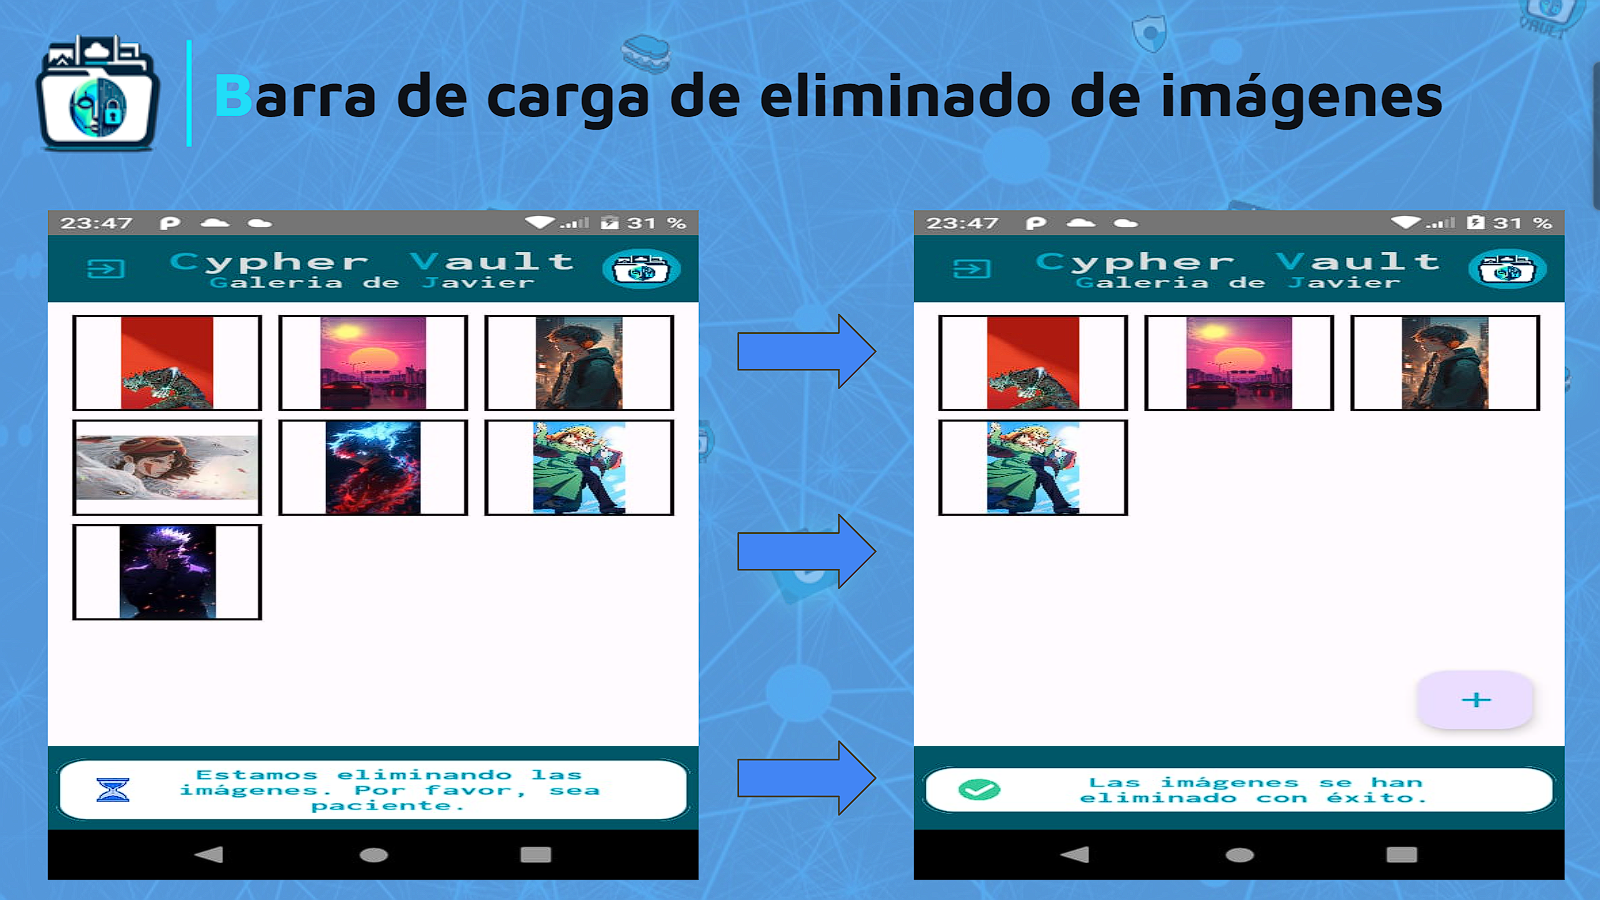 Barra de carga de eliminado de imágenes
23:47
31 %
Cypher Vault
Galeria de Javier
Estamos eliminando las
imágenes. Por favor, sea
paciente.
23:47
31 %
Cypher Vault
Galeria de Javier
+
Las imágenes se han
eliminado con éxito.
VAULT